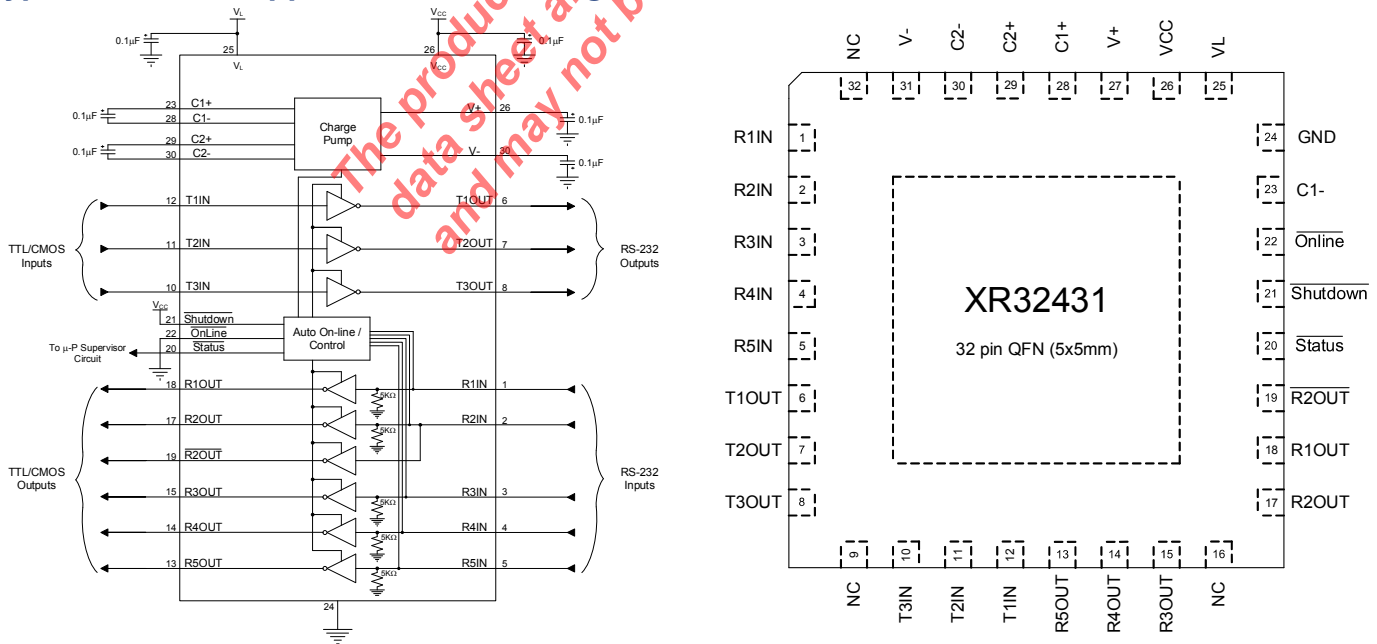 The produc
data sheet a
and may not b
VL
VCC
0.1µF
0.1µF
25
26
VL
VCC
23 C1+
28 C1-
0.1µF
29 C2+
30 C2-
0.1µF
Charge
Pump
V+ 26
0.1µF
V- 30
0.1µF
12 T1IN
T1OUT 6
11 T2IN
T2OUT 7
10 T3IN
T3OUT 8
TTL/CMOS
Inputs
RS-232
Outputs
VCC
21 Shutdown
22 OnLine
20 Status
To µ-P Supervisor
Circuit
Auto On-line /
Control
18 R1OUT
R1IN 1
5KΩ
17 R2OUT
R2IN 2
5KΩ
19 R2OUT
15 R3OUT
R3IN 3
5KΩ
14 R4OUT
R4IN 4
5KΩ
13 R5OUT
R5IN 5
5KΩ
TTL/CMOS
Outputs
RS-232
Inputs
24
NC
V-
C2-
C2+
C1+
V+
VCC
VL
32 31 30 29 28 27 26 25
R1IN 1
24 GND
R2IN 2
23 C1-
R3IN 3
22 Online
R4IN 4
21 Shutdown
R5IN 5
20 Status
T1OUT 6
19 R2OUT
T2OUT 7
18 R1OUT
T3OUT 8
17 R2OUT
XR32431
32 pin QFN (5x5mm)
9 10 11 12 13 14 15 16
NC
T3IN
T2IN
T1IN
R5OUT
R4OUT
R3OUT
NC